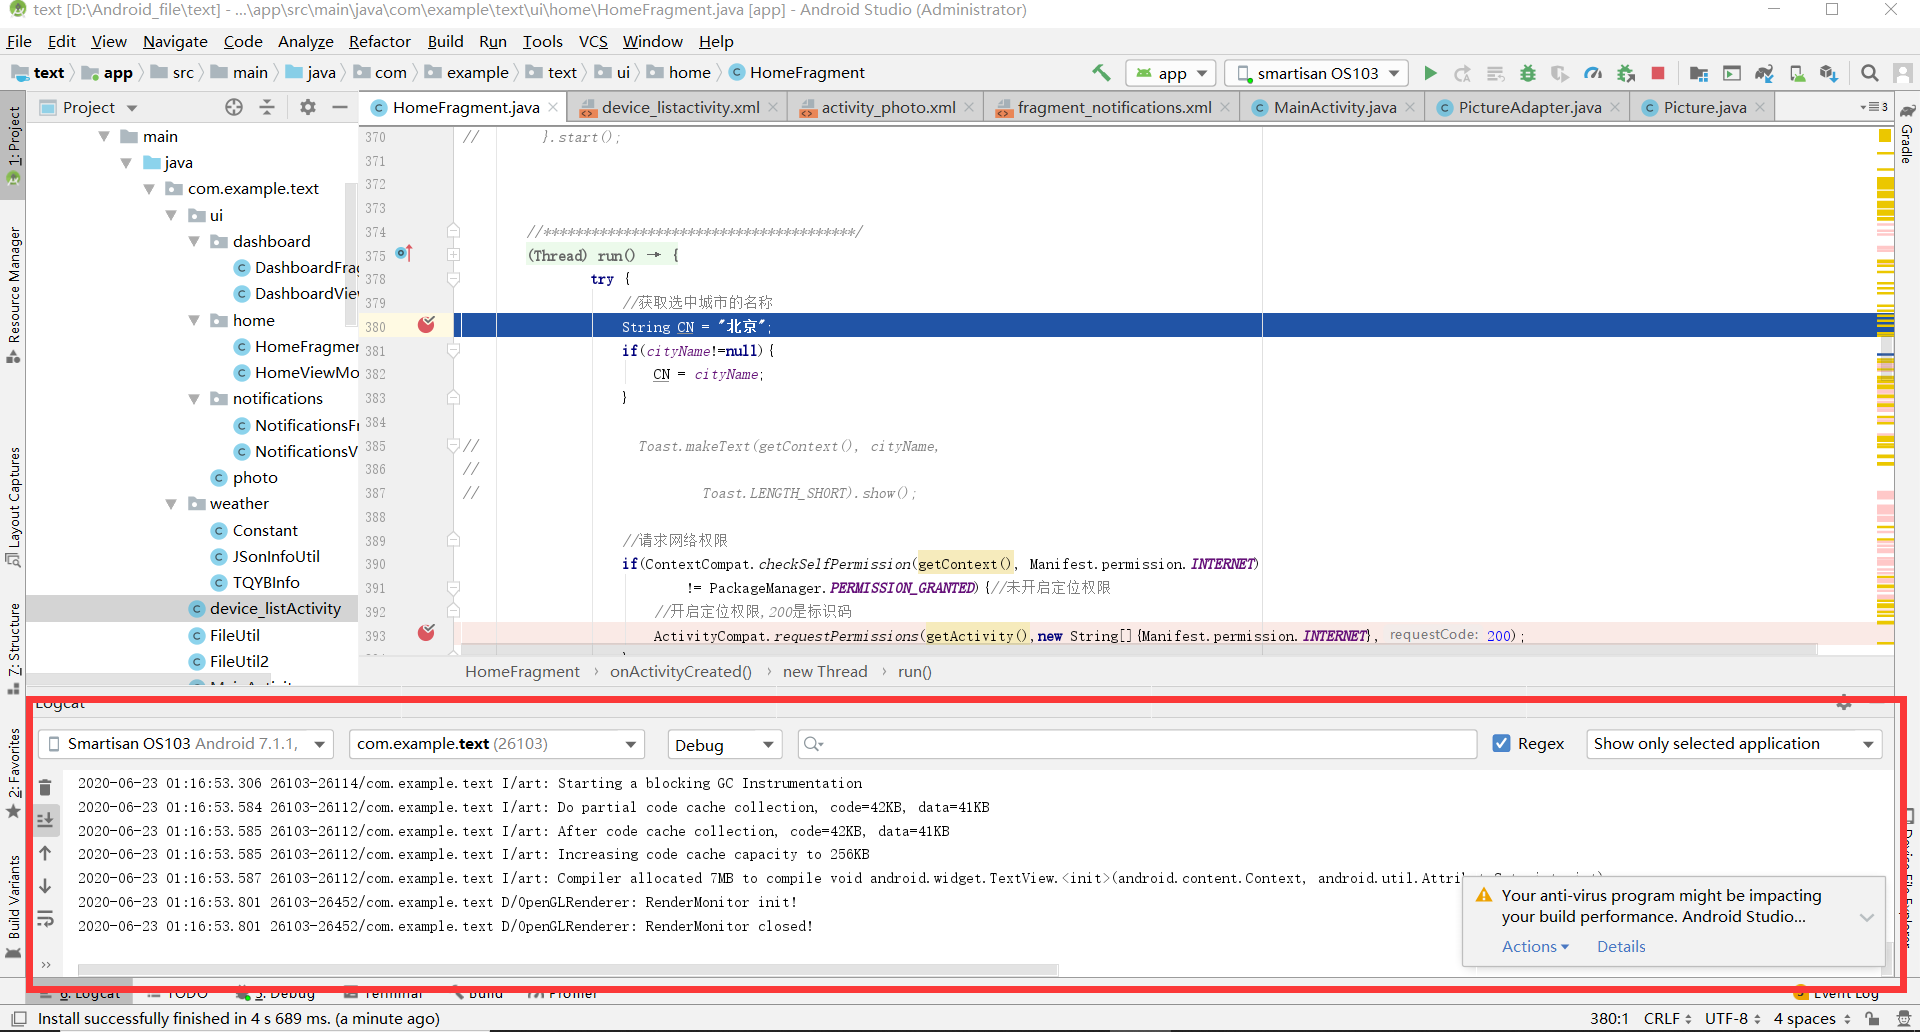 text [D:\Android_file\text] - ...\app\src\main\java\com\example\text\ui\home\HomeFragment.java [app] - Android Studio (Administrator)
File Edit View Navigate Code Analyze Refactor Build Run Tools VCS Window Help
text app src main java com example text ui home HomeFragment app smartisan OS103
Project HomeFragment.java device_listactivity.xml activity_photo.xml fragment_notifications.xml MainActivity.java PictureAdapter.java Picture.java 3
1: Project
Resource Manager
Layout Captures
Z: Structure
2: Favorites
Build Variants
Gradle
main
java
com.example.text
ui
dashboard
DashboardFrag
DashboardView
home
HomeFragmen
HomeViewMo
notifications
NotificationsFr
NotificationsV
photo
weather
Constant
JSonInfoUtil
TQYBInfo
device_listActivity
FileUtil
FileUtil2
MainActivit
370 // }.start();
371
372
373
374 //***************************************/
375 (Thread) run() → {
378 try {
379 //获取选中城市的名称
380 String CN = "北京";
381 if(cityName!=null){
382 CN = cityName;
383 }
384
385 // Toast.makeText(getContext(), cityName,
386 //
387 // Toast.LENGTH_SHORT).show();
388
389 //请求网络权限
390 if(ContextCompat.checkSelfPermission(getContext(), Manifest.permission.INTERNET)
391 != PackageManager.PERMISSION_GRANTED){//未开启定位权限
392 //开启定位权限,200是标识码
393 ActivityCompat.requestPermissions(getActivity(),new String[]{Manifest.permission.INTERNET}, requestCode: 200);
HomeFragment › onActivityCreated() › new Thread › run()
Logcat
Smartisan OS103 Android 7.1.1, com.example.text (26103) Debug Regex Show only selected application
2020-06-23 01:16:53.306 26103-26114/com.example.text I/art: Starting a blocking GC Instrumentation
2020-06-23 01:16:53.584 26103-26112/com.example.text I/art: Do partial code cache collection, code=42KB, data=41KB
2020-06-23 01:16:53.585 26103-26112/com.example.text I/art: After code cache collection, code=42KB, data=41KB
2020-06-23 01:16:53.585 26103-26112/com.example.text I/art: Increasing code cache capacity to 256KB
2020-06-23 01:16:53.587 26103-26112/com.example.text I/art: Compiler allocated 7MB to compile void android.widget.TextView.<init>(android.content.Context, android.util.Attribut
2020-06-23 01:16:53.801 26103-26452/com.example.text D/OpenGLRenderer: RenderMonitor init!
2020-06-23 01:16:53.801 26103-26452/com.example.text D/OpenGLRenderer: RenderMonitor closed!
Your anti-virus program might be impacting
your build performance. Android Studio...
Actions Details
6: Logcat TODO 5: Debug Terminal Build Profiler Event Log
Install successfully finished in 4 s 689 ms. (a minute ago) 380:1 CRLF UTF-8 4 spaces